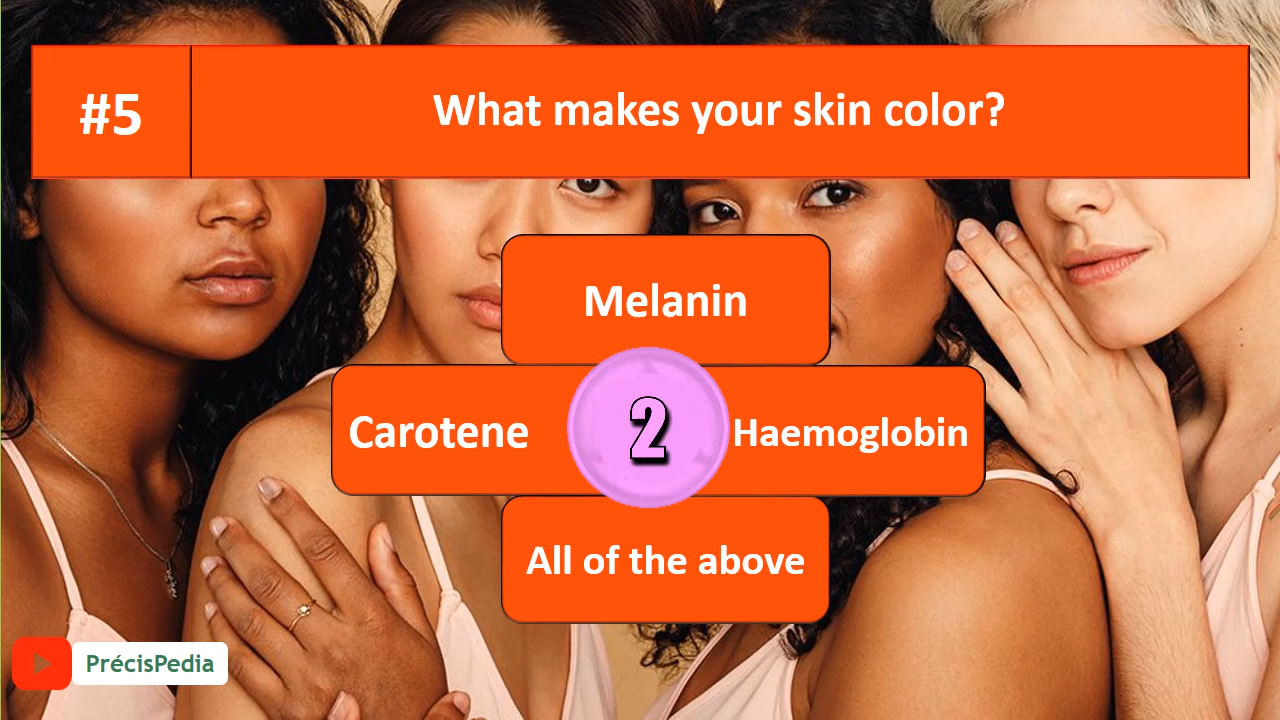 #5
What makes your skin color?
Melanin
Carotene
2
Haemoglobin
All of the above
PrécisPedia